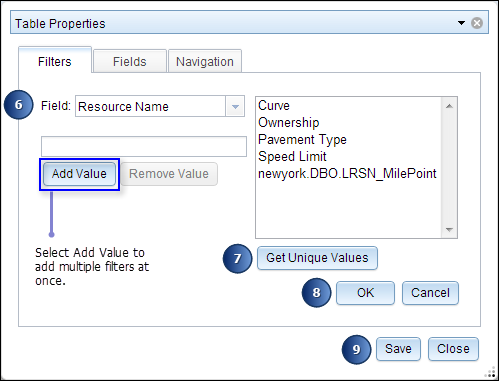 Table Properties
Filters Fields Navigation
6 Field: Resource Name
Curve
Ownership
Pavement Type
Speed Limit
newyork.DBO.LRSN_MilePoint
Add Value Remove Value
Select Add Value to
add multiple filters at
once.
7 Get Unique Values
8 OK Cancel
9 Save Close